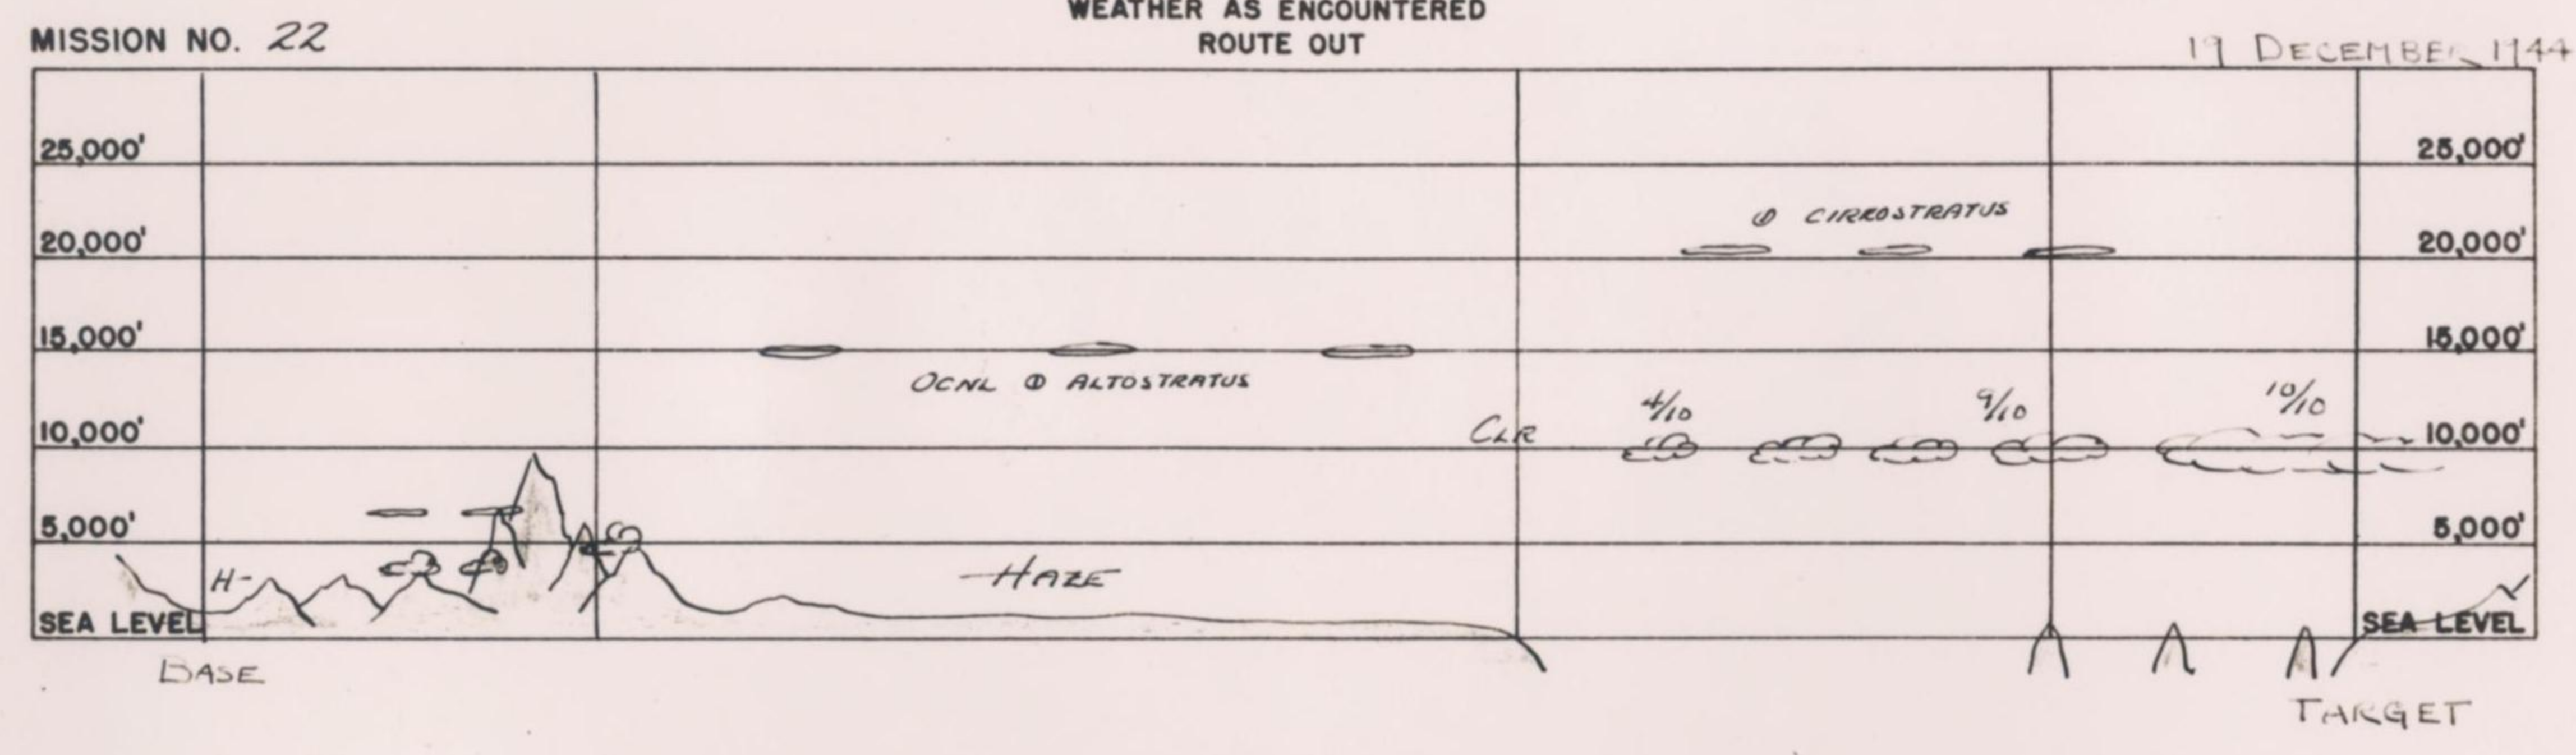 WEATHER AS ENCOUNTERED
MISSION NO. 22
ROUTE OUT
19 DECEMBER 1944
25,000' 25,000'
⦶ CIRROSTRATUS
20,000' 20,000'
15,000' 15,000'
OCNL ⦶ ALTOSTRATUS
4/10 9/10 10/10
10,000' CLR 10,000'
5,000' 5,000'
H- HAZE
SEA LEVEL SEA LEVEL
BASE
TARGET